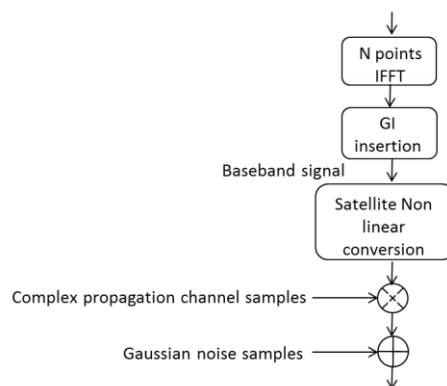 N points
IFFT
GI
insertion
Baseband signal
Satellite Non
linear
conversion
Complex propagation channel samples
Gaussian noise samples